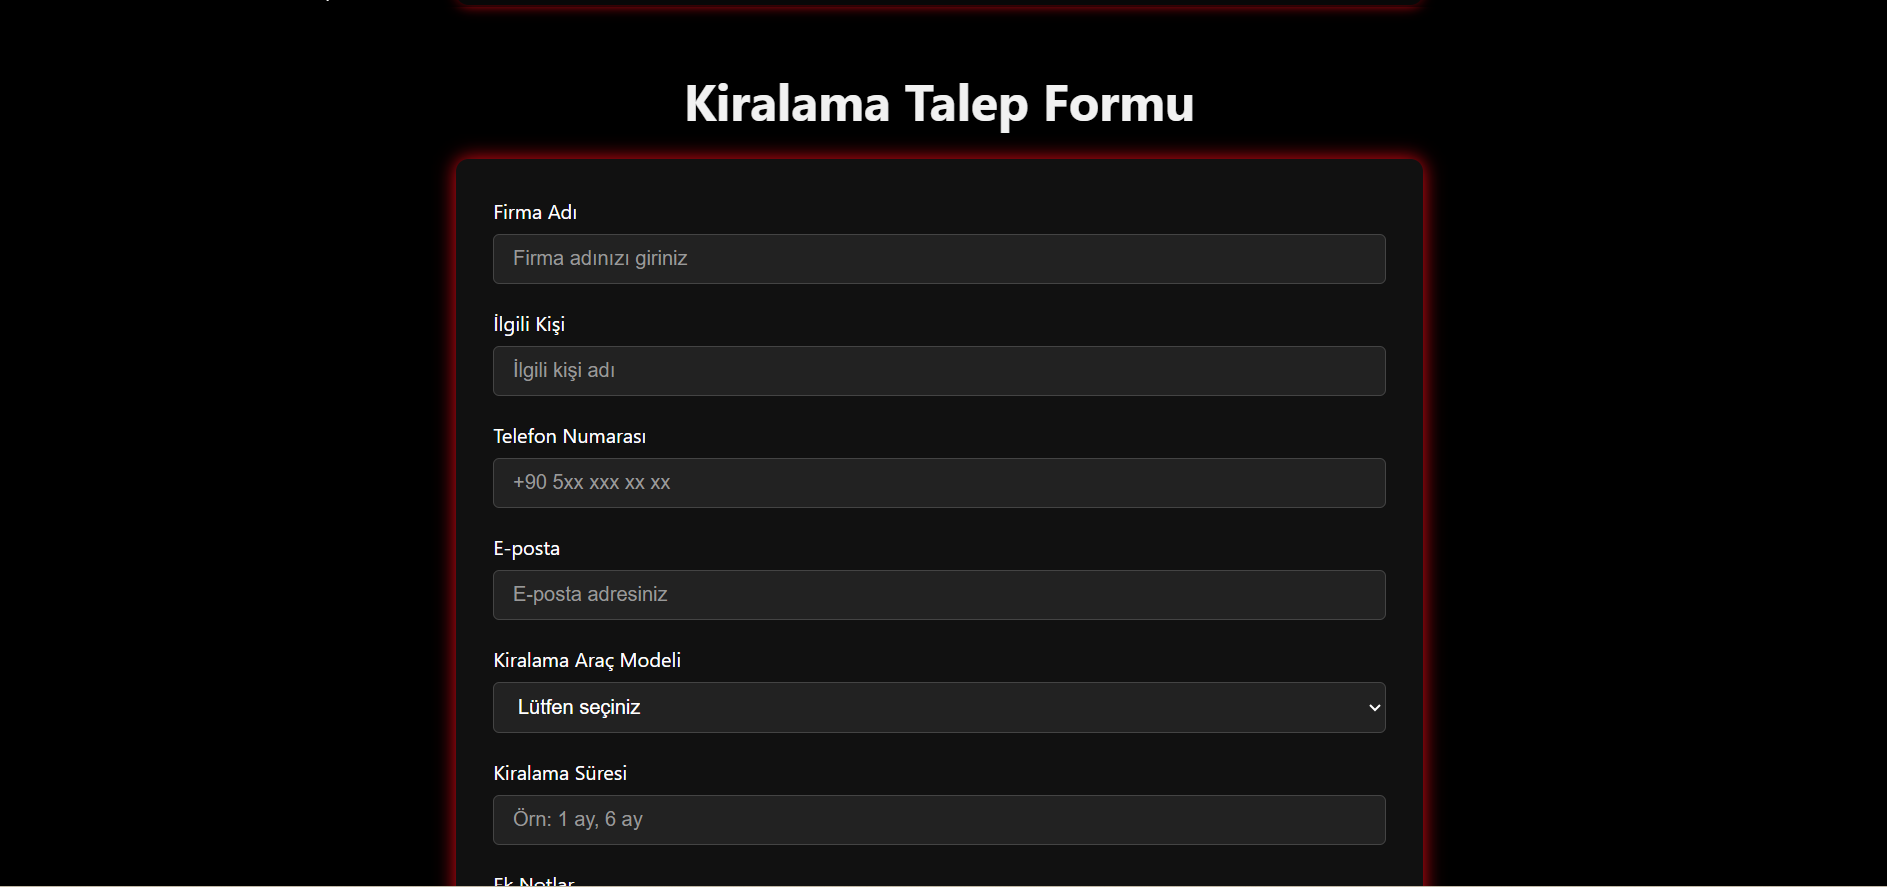 Kiralama Talep Formu
Firma Adı
Firma adınızı giriniz
İlgili Kişi
İlgili kişi adı
Telefon Numarası
+90 5xx xxx xx xx
E-posta
E-posta adresiniz
Kiralama Araç Modeli
Lütfen seçiniz
Kiralama Süresi
Örn: 1 ay, 6 ay
Ek Notlar